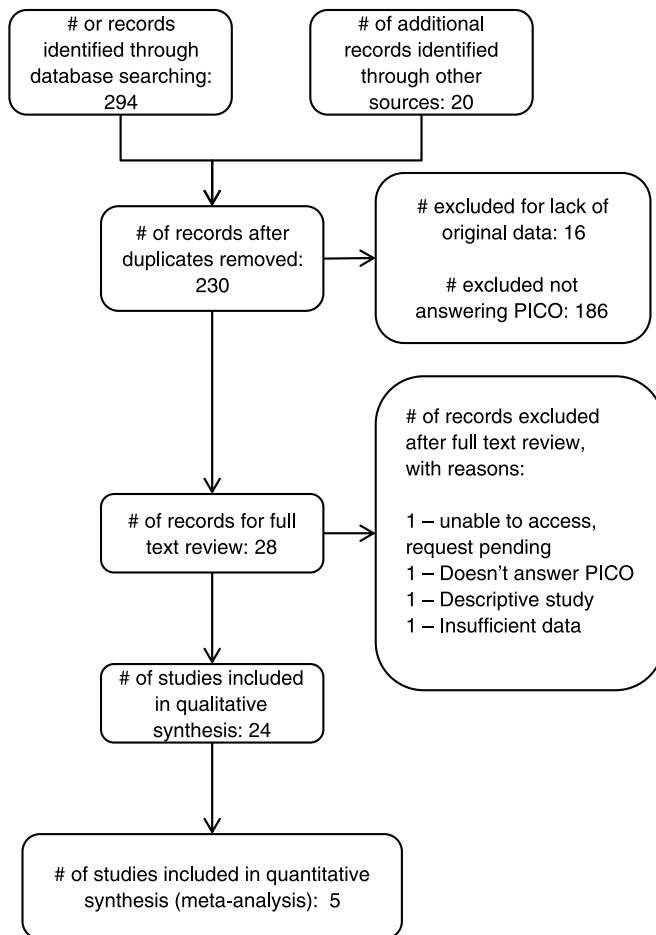 # or records
identified through
database searching:
294
# of additional
records identified
through other
sources: 20
# of records after
duplicates removed:
230
# excluded for lack of
original data: 16
# excluded not
answering PICO: 186
# of records for full
text review: 28
# of records excluded
after full text review,
with reasons:
1 – unable to access,
request pending
1 – Doesn't answer PICO
1 – Descriptive study
1 – Insufficient data
# of studies included
in qualitative
synthesis: 24
# of studies included in quantitative
synthesis (meta-analysis): 5